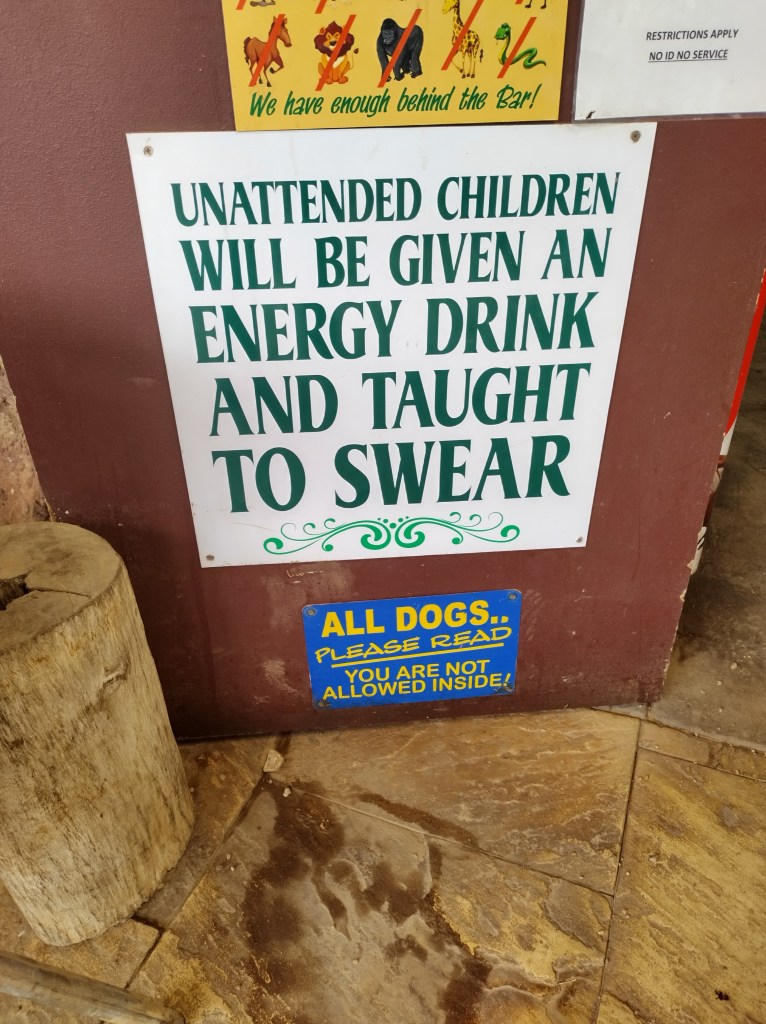 We have enough behind the Bar!
RESTRICTIONS APPLY
NO ID NO SERVICE
UNATTENDED CHILDREN
WILL BE GIVEN AN
ENERGY DRINK
AND TAUGHT
TO SWEAR
ALL DOGS..
PLEASE READ
YOU ARE NOT
ALLOWED INSIDE!